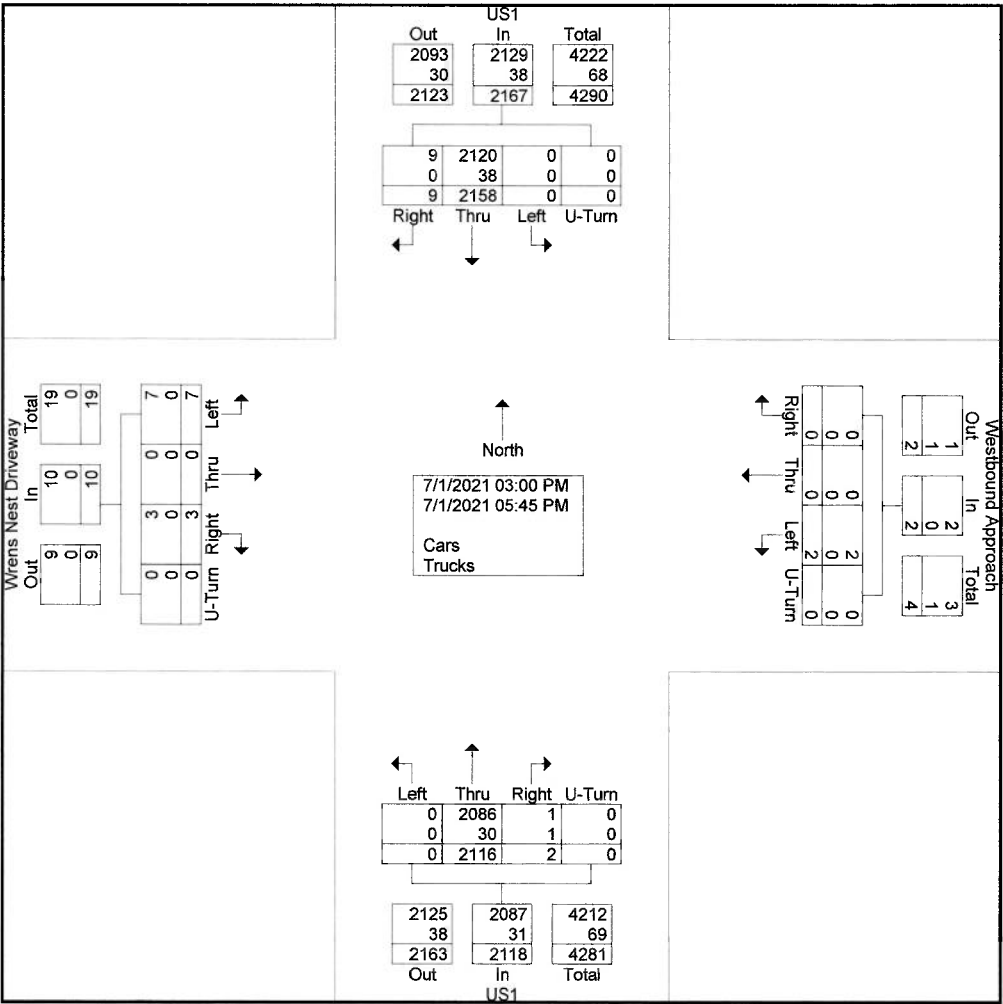 US1
Out In Total
2093 2129 4222
30 38 68
2123 2167 4290
9 2120 0 0
0 38 0 0
9 2158 0 0
Right Thru Left U-Turn
Wrens Nest Driveway
Total In Out
19 10 9
0 0 0
19 10 9
7 0 3 0
0 0 0 0
7 0 3 0
Left Thru Right U-Turn
North
7/1/2021 03:00 PM
7/1/2021 05:45 PM
Cars
Trucks
Right Thru Left U-Turn
0 0 2 0
0 0 0 0
0 0 2 0
Westbound Approach
Out In Total
1 2 3
1 0 1
2 2 4
Left Thru Right U-Turn
0 2086 1 0
0 30 1 0
0 2116 2 0
2125 2087 4212
38 31 69
2163 2118 4281
Out In Total
US1